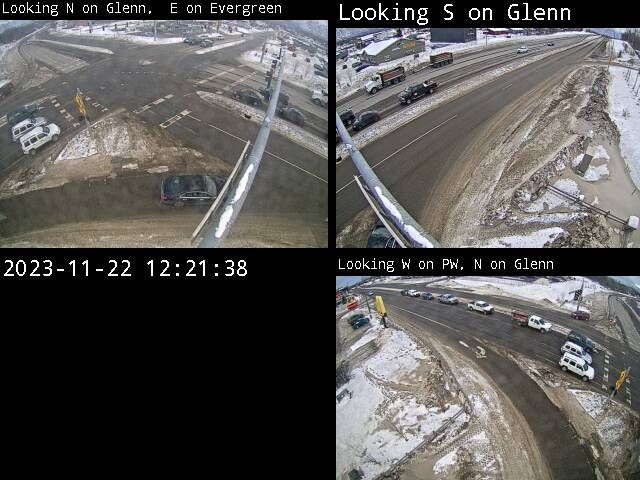 Looking N on Glenn,  E on Evergreen
Looking S on Glenn
2023-11-22 12:21:38
Looking W on PW, N on Glenn